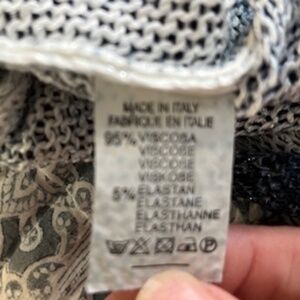 MADE IN ITALY
FABRIQUE EN ITALIE
95% VISCOSA
VISCOSE
VISCOSE
VISKOSE
5% ELASTAN
ELASTANE
ELASTHANNE
ELASTHAN